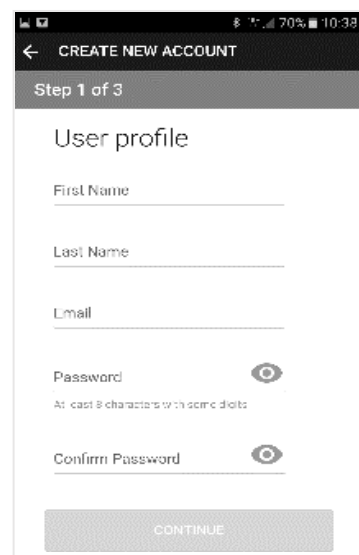 70% 10:38
CREATE NEW ACCOUNT
Step 1 of 3
User profile
First Name
Last Name
Email
Password
At least 8 characters with some digits
Confirm Password
CONTINUE